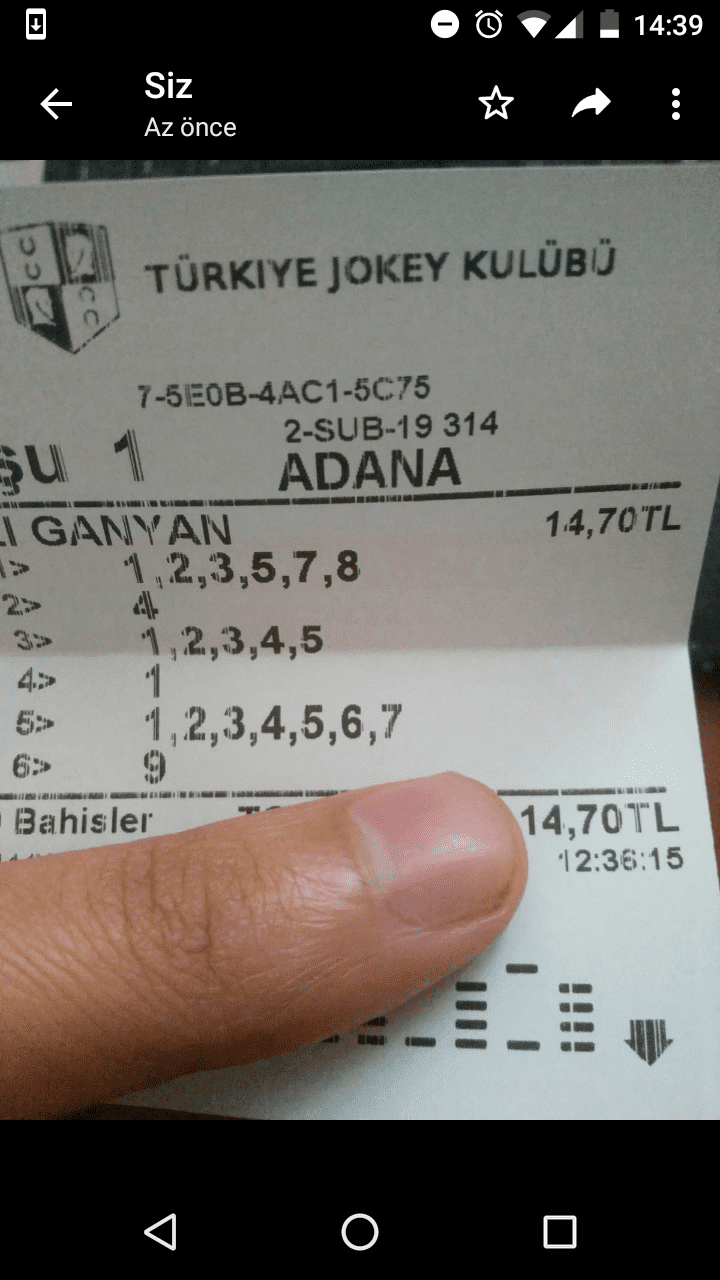 14:39
Siz
Az önce
TÜRKIYE JOKEY KULÜBÜ
7-5E0B-4AC1-5C75
2-SUB-19 314
şu 1 ADANA
LI GANYAN 14,70TL
1> 1,2,3,5,7,8
2> 4
3> 1,2,3,4,5
4> 1
5> 1,2,3,4,5,6,7
6> 9
Bahisler 14,70TL
12:36:15